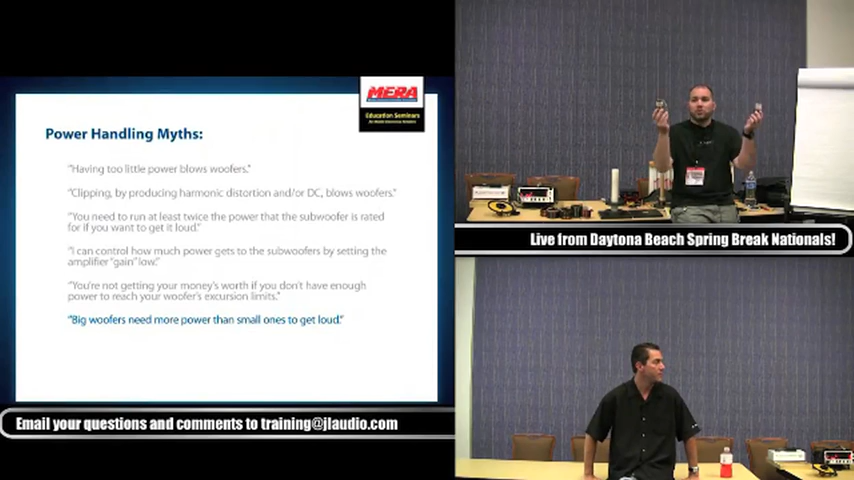 MERA
Education Seminars
Power Handling Myths:
"Having too little power blows woofers."
"Clipping, by producing harmonic distortion and/or DC, blows woofers."
"You need to run at least twice the power that the subwoofer is rated
for if you want to get it loud."
"I can control how much power gets to the subwoofers by setting the
amplifier "gain" low."
"You're not getting your money's worth if you don't have enough
power to reach your woofer's excursion limits."
"Big woofers need more power than small ones to get loud."
Live from Daytona Beach Spring Break Nationals!
Email your questions and comments to training@jlaudio.com